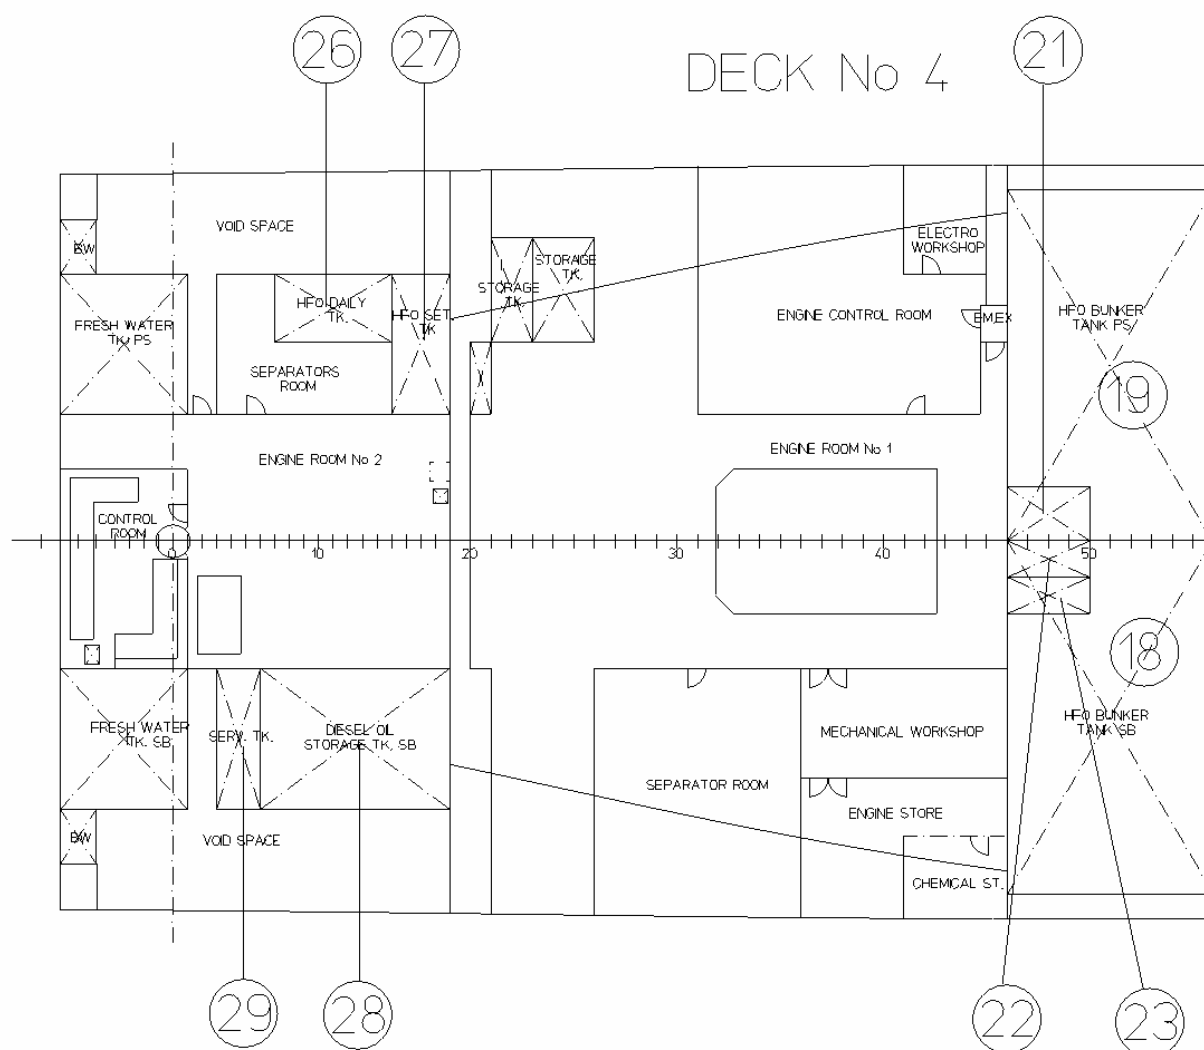 26
27
DECK No 4
21
VOID SPACE
BW
ELECTRO
WORKSHOP
STORAGE
TK.
STORAGE
TK.
HFO DAILY
TK.
HFO SET.
TK
FRESH WATER
TK. PS
ENGINE CONTROL ROOM
EM.EX
HFO BUNKER
TANK PS
SEPARATORS
ROOM
19
ENGINE ROOM No 2
ENGINE ROOM No 1
CONTROL
ROOM
0
10
20
30
40
50
18
FRESH WATER
TK. SB
SERV. TK.
DIESEL OIL
STORAGE TK. SB
MECHANICAL WORKSHOP
HFO BUNKER
TANK SB
SEPARATOR ROOM
ENGINE STORE
BW
VOID SPACE
CHEMICAL ST.
29
28
22
23